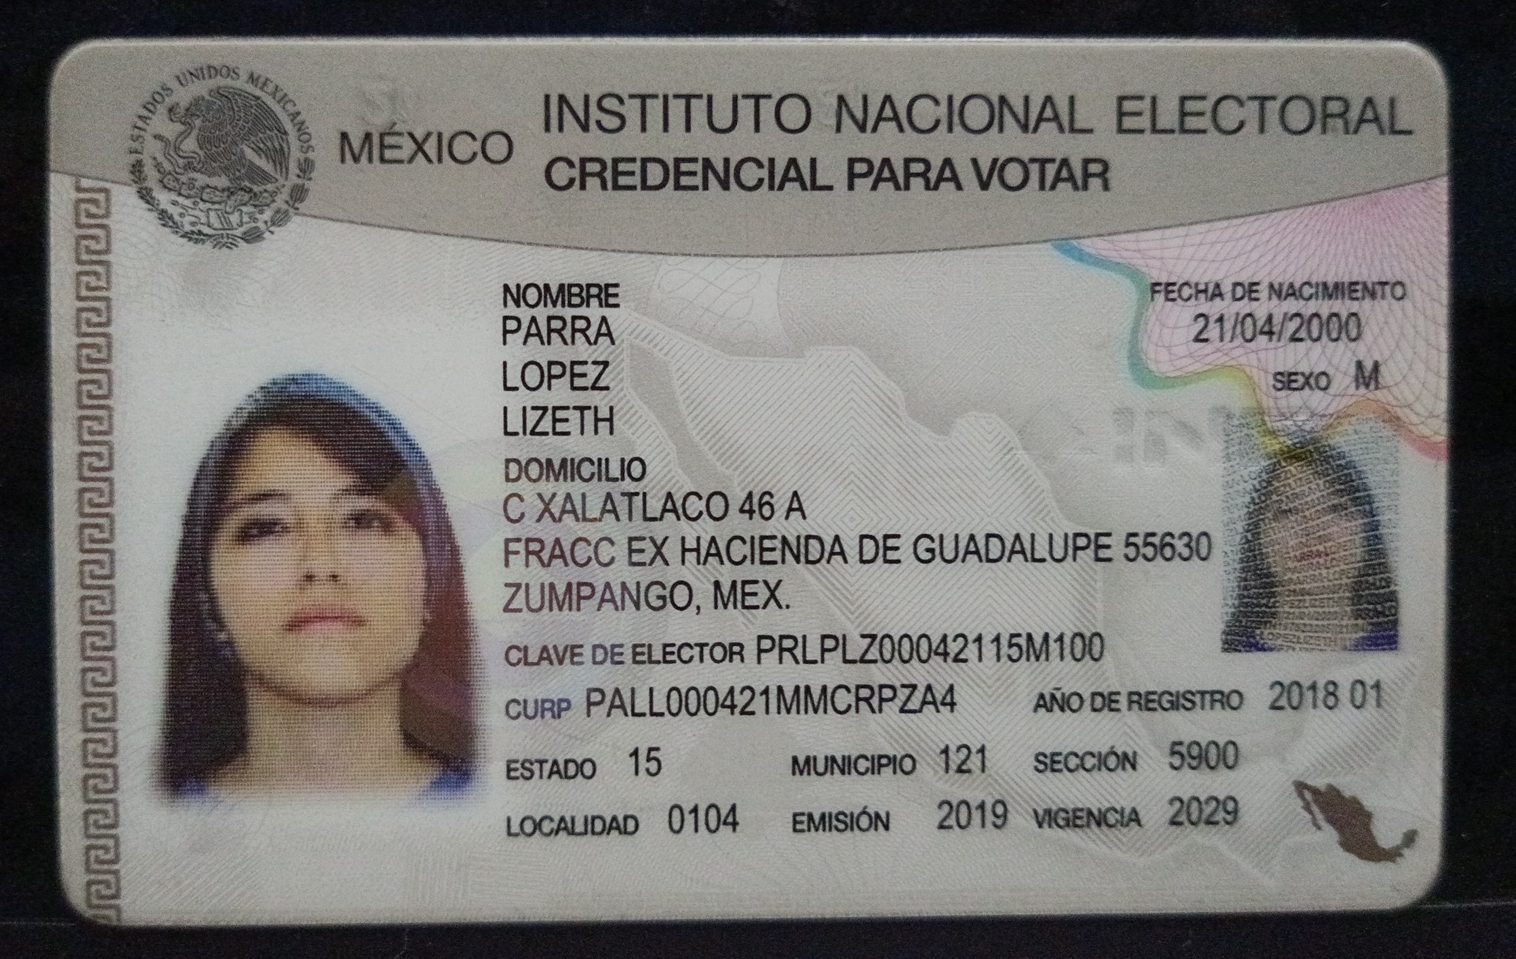 ESTADOS UNIDOS MEXICANOS
MÉXICO
INSTITUTO NACIONAL ELECTORAL
CREDENCIAL PARA VOTAR
NOMBRE
PARRA
LOPEZ
LIZETH
FECHA DE NACIMIENTO
21/04/2000
SEXO M
DOMICILIO
C XALATLACO 46 A
FRACC EX HACIENDA DE GUADALUPE 55630
ZUMPANGO, MEX.
CLAVE DE ELECTOR PRLPLZ00042115M100
CURP PALL000421MMCRPZA4 AÑO DE REGISTRO 2018 01
ESTADO 15 MUNICIPIO 121 SECCIÓN 5900
LOCALIDAD 0104 EMISIÓN 2019 VIGENCIA 2029